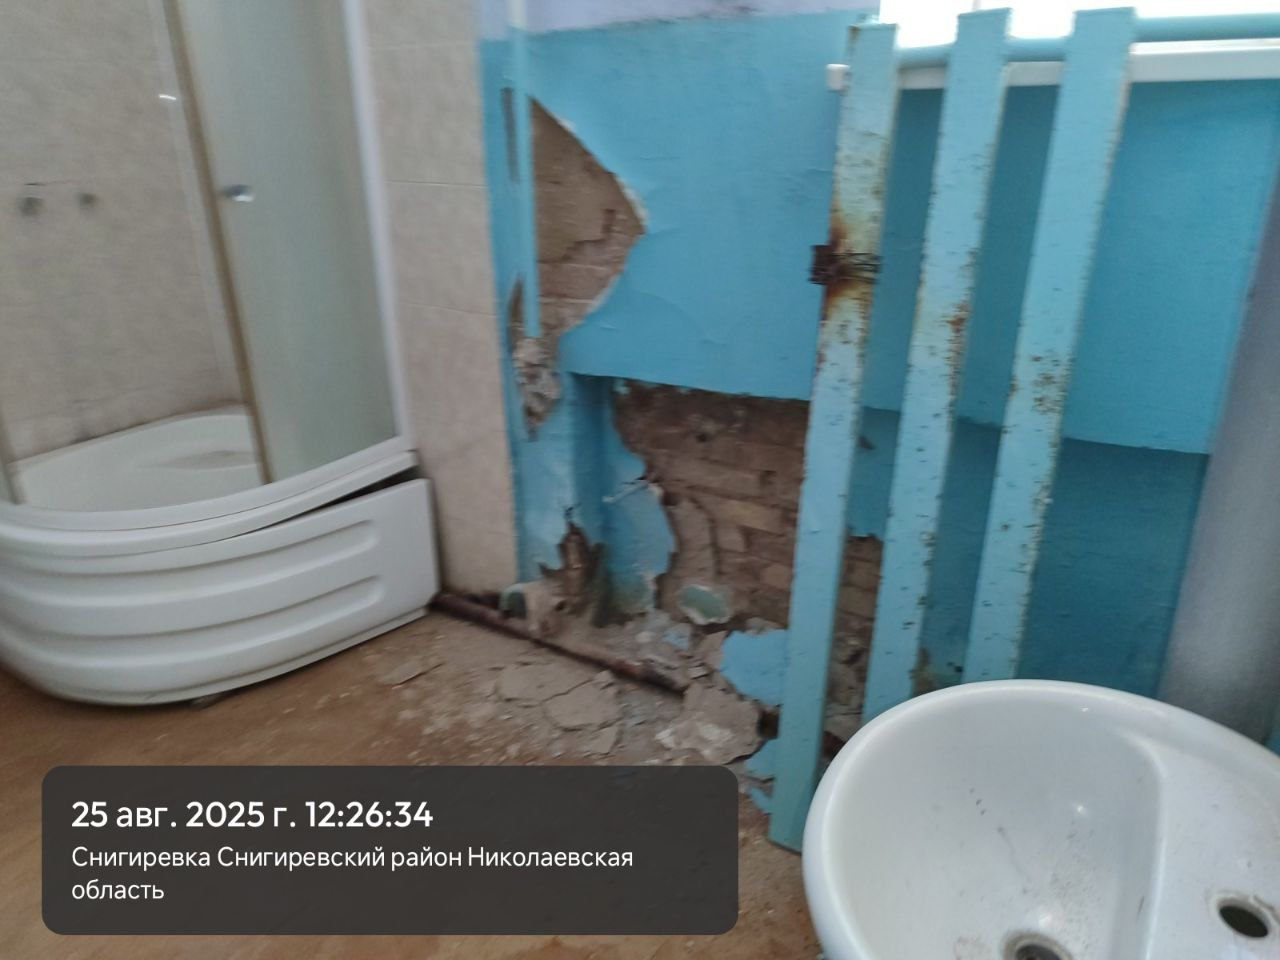 25 авг. 2025 г. 12:26:34
Снигиревка Снигиревский район Николаевская
область